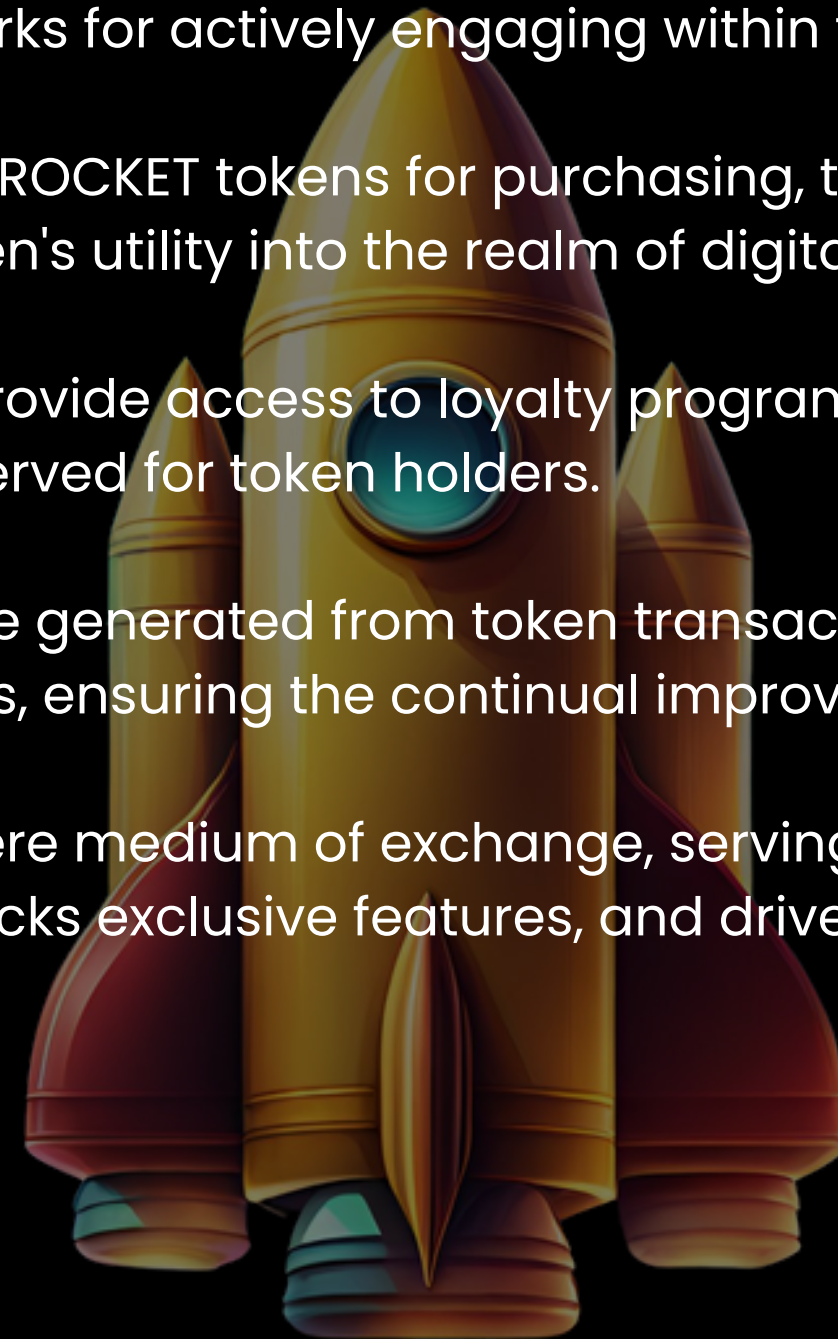 rks for actively engaging within
ROCKET tokens for purchasing, t
en's utility into the realm of digita
rovide access to loyalty program
erved for token holders.
e generated from token transac
s, ensuring the continual improv
ere medium of exchange, serving
cks exclusive features, and drive